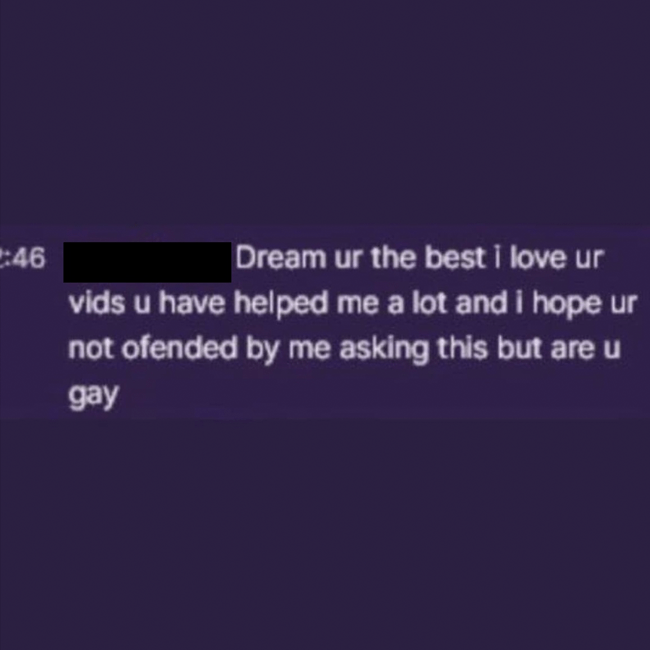 :46 Dream ur the best i love ur
vids u have helped me a lot and i hope ur
not ofended by me asking this but are u
gay